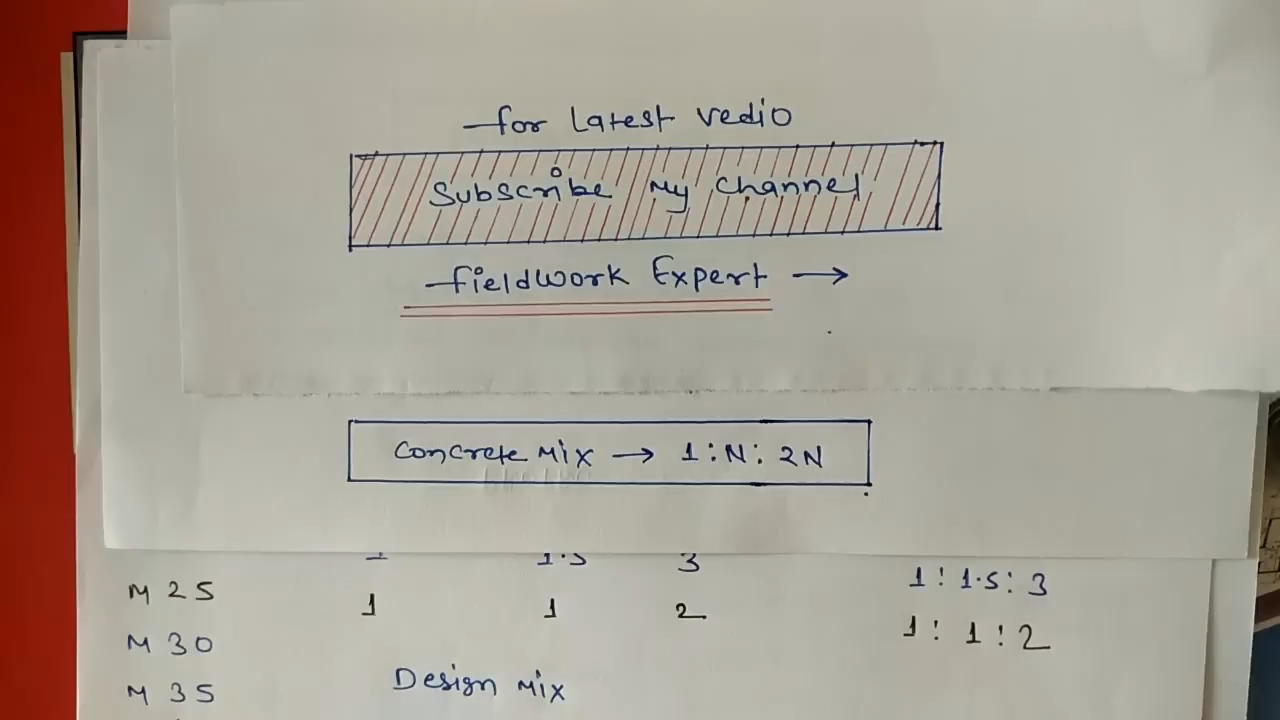 for Latest Vedio
Subscribe My Channel
fieldwork Expert →
Concrete Mix → 1:N:2N
1 1.5 3 1:1.5:3
M 25 1 1 2 1:1:2
M 30
M 35 Design Mix